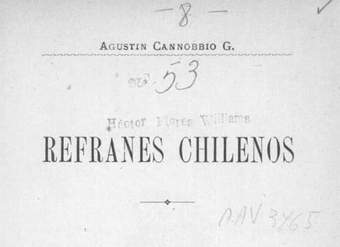 - 8 -
AGUSTIN CANNOBBIO G.
53
Héctor Flores Williams
REFRANES CHILENOS